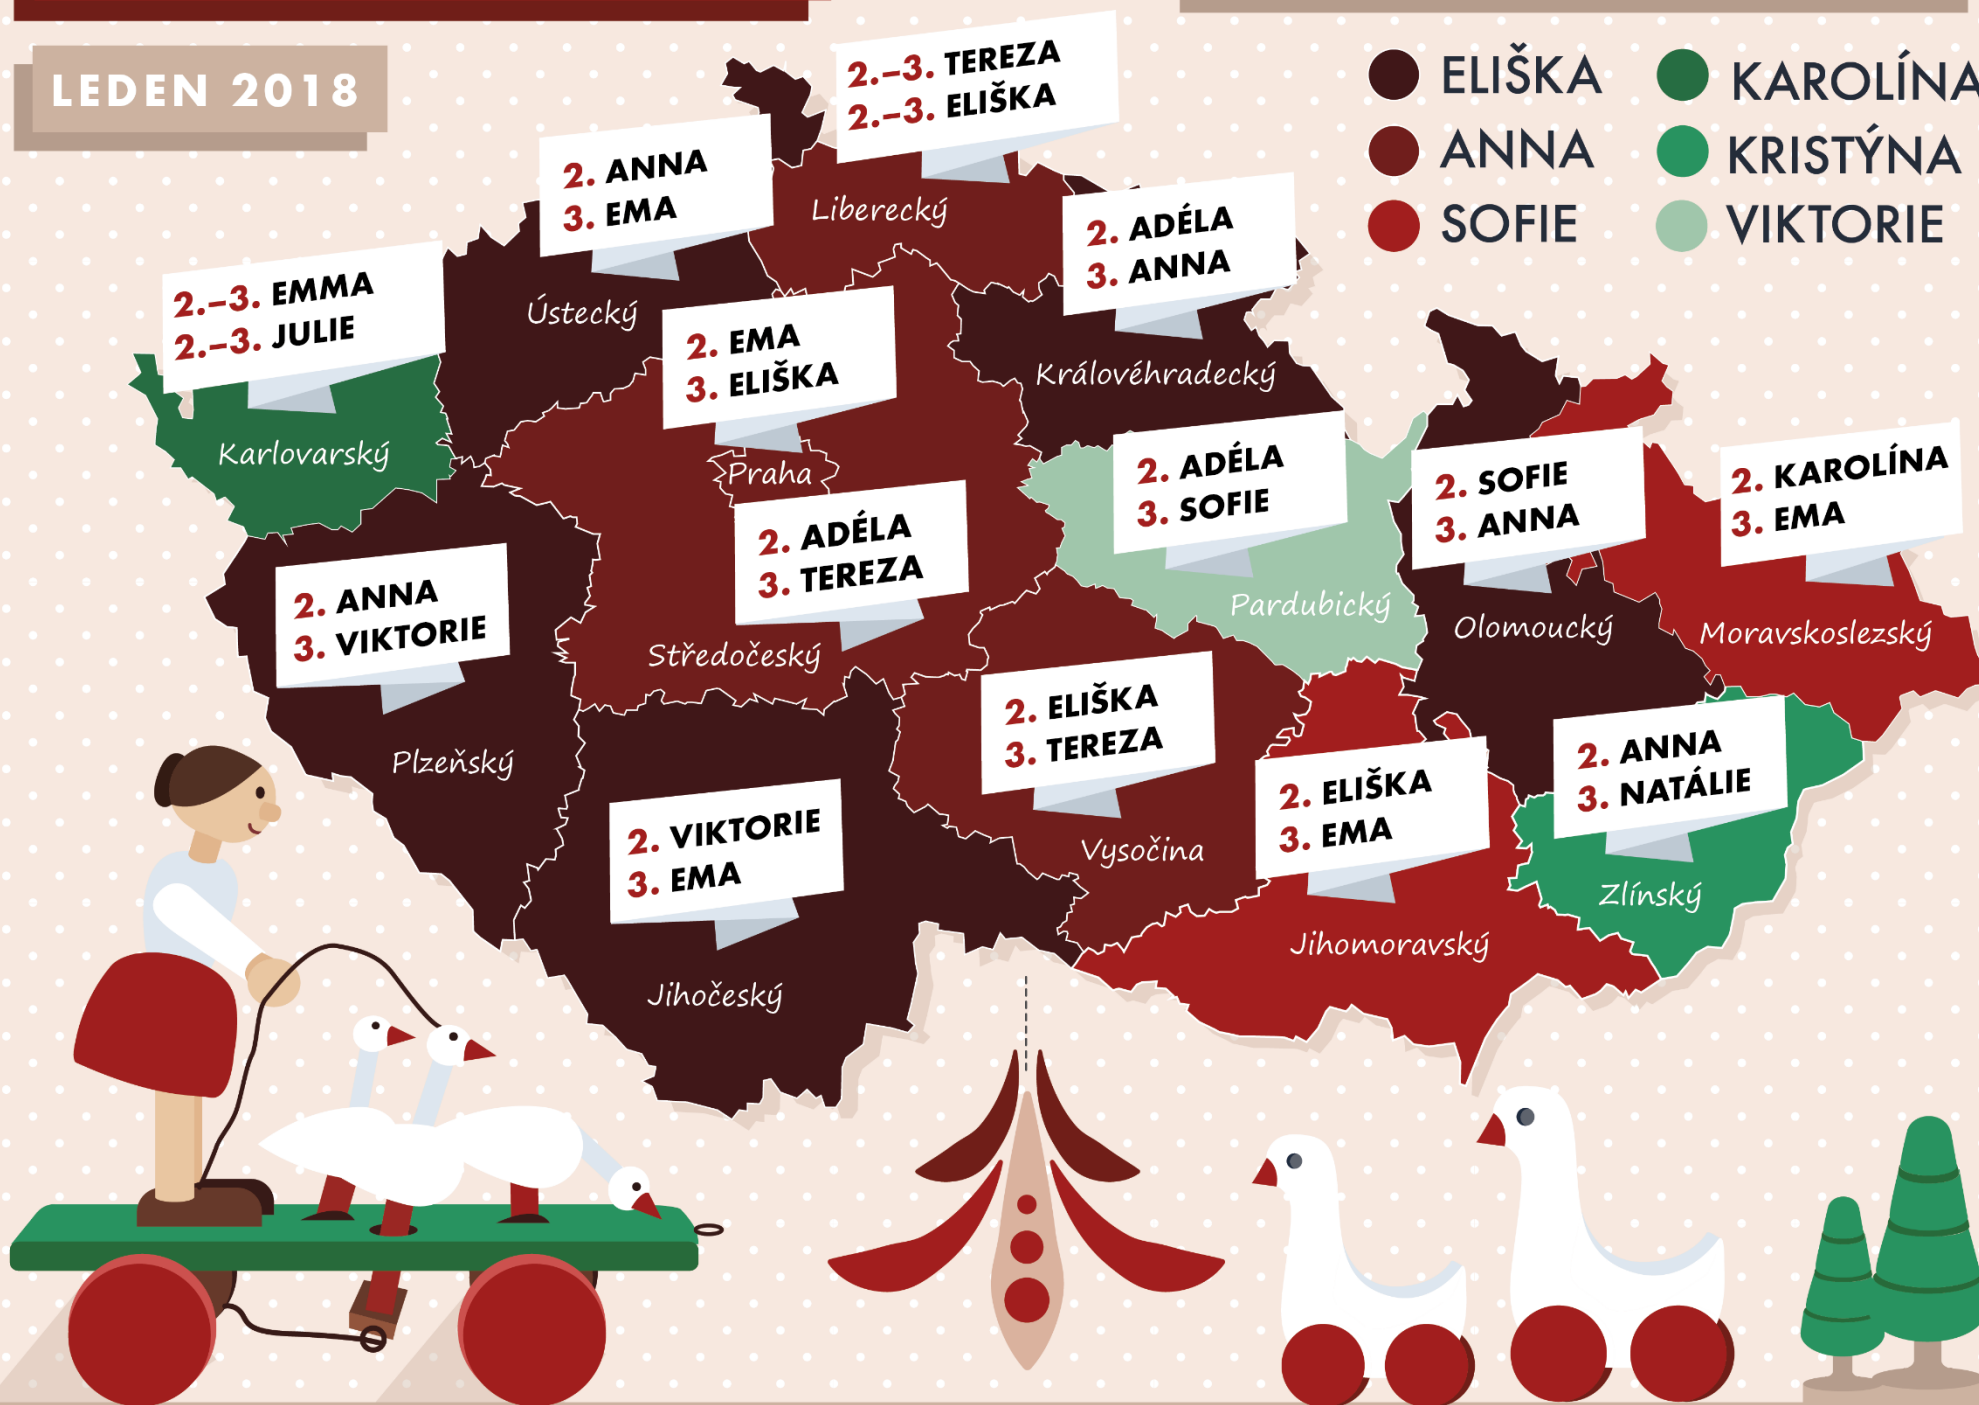 LEDEN 2018
ELIŠKA
ANNA
SOFIE
KAROLÍNA
KRISTÝNA
VIKTORIE
2.–3. TEREZA
2.–3. ELIŠKA
Liberecký
2. ANNA
3. EMA
Ústecký
2. ADÉLA
3. ANNA
Královéhradecký
2.–3. EMMA
2.–3. JULIE
Karlovarský
2. EMA
3. ELIŠKA
Praha
2. ADÉLA
3. TEREZA
Středočeský
2. ADÉLA
3. SOFIE
Pardubický
2. SOFIE
3. ANNA
Olomoucký
2. KAROLÍNA
3. EMA
Moravskoslezský
2. ANNA
3. VIKTORIE
Plzeňský
2. ELIŠKA
3. TEREZA
Vysočina
2. ANNA
3. NATÁLIE
Zlínský
2. ELIŠKA
3. EMA
Jihomoravský
2. VIKTORIE
3. EMA
Jihočeský